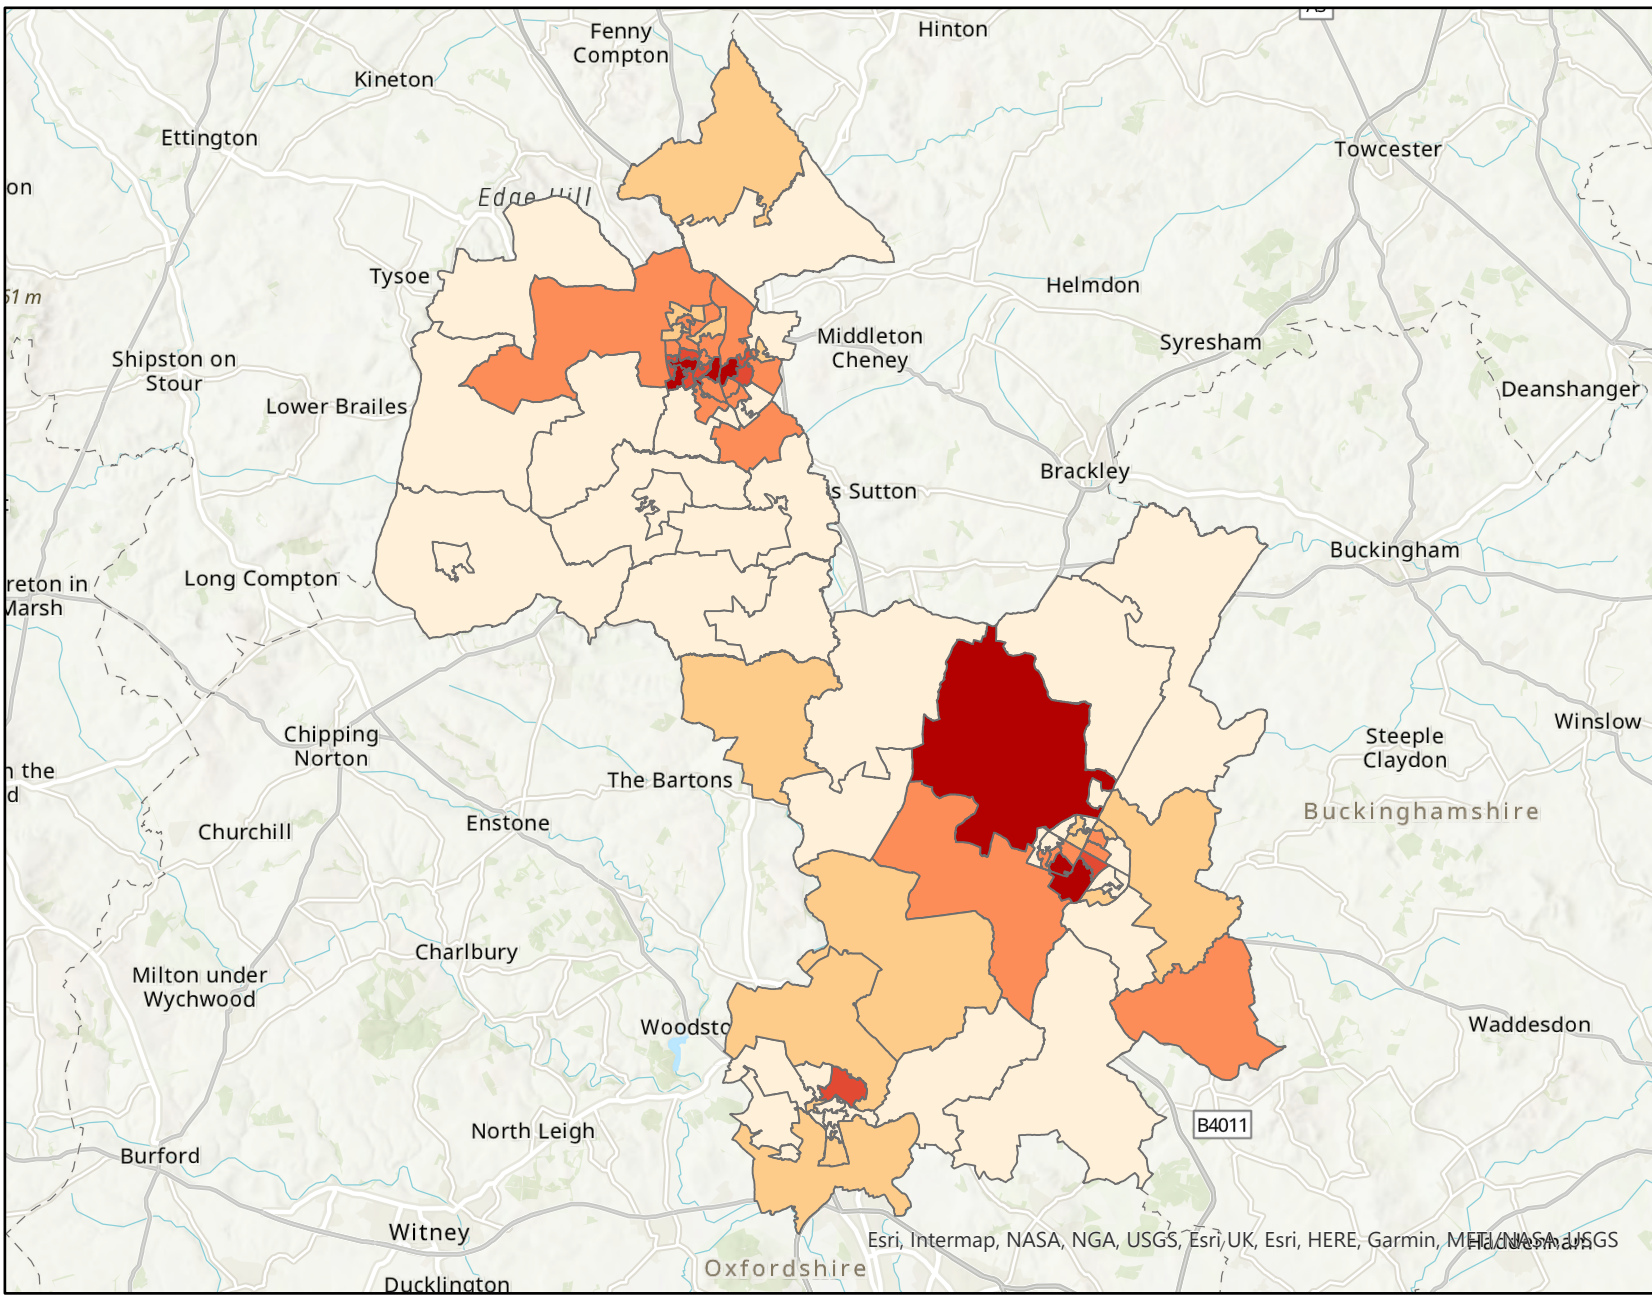 A5
Fenny
Compton
Hinton
Kineton
Ettington
Towcester
on
Edge Hill
Tysoe
Helmdon
51 m
Middleton
Cheney
Syresham
Shipston on
Stour
Deanshanger
Lower Brailes
Brackley
s Sutton
Buckingham
Long Compton
reton in
Marsh
Winslow
Chipping
Norton
Steeple
Claydon
n the
d
The Bartons
Buckinghamshire
Churchill
Enstone
Charlbury
Milton under
Wychwood
Woodsto
Waddesdon
North Leigh
B4011
Burford
Witney
Esri, Intermap, NASA, NGA, USGS, Esri UK, Esri, HERE, Garmin, METI/NASA, USGS
Haddenham
Oxfordshire
Ducklington